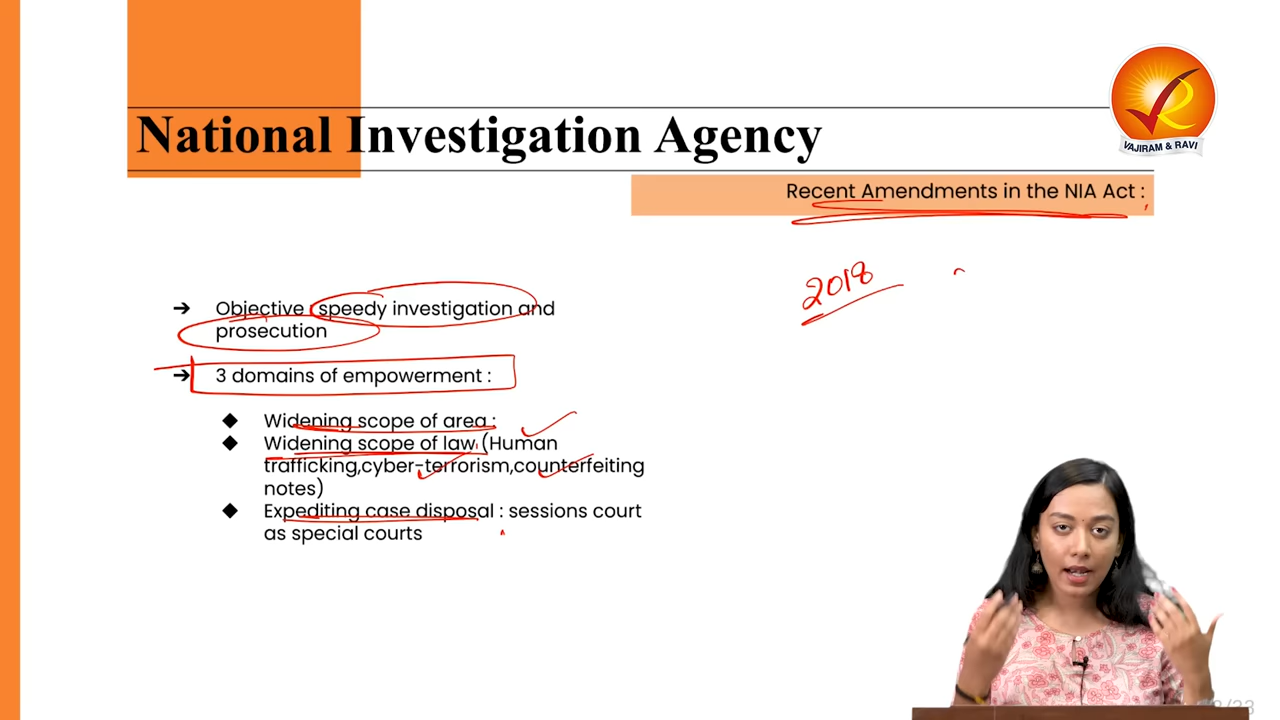 VAJIRAM & RAVI
National Investigation Agency
Recent Amendments in the NIA Act :
2018
➔ Objective : speedy investigation and
prosecution
➔ 3 domains of empowerment :
◆ Widening scope of area :
◆ Widening scope of law (Human
trafficking,cyber-terrorism,counterfeiting
notes)
◆ Expediting case disposal : sessions court
as special courts